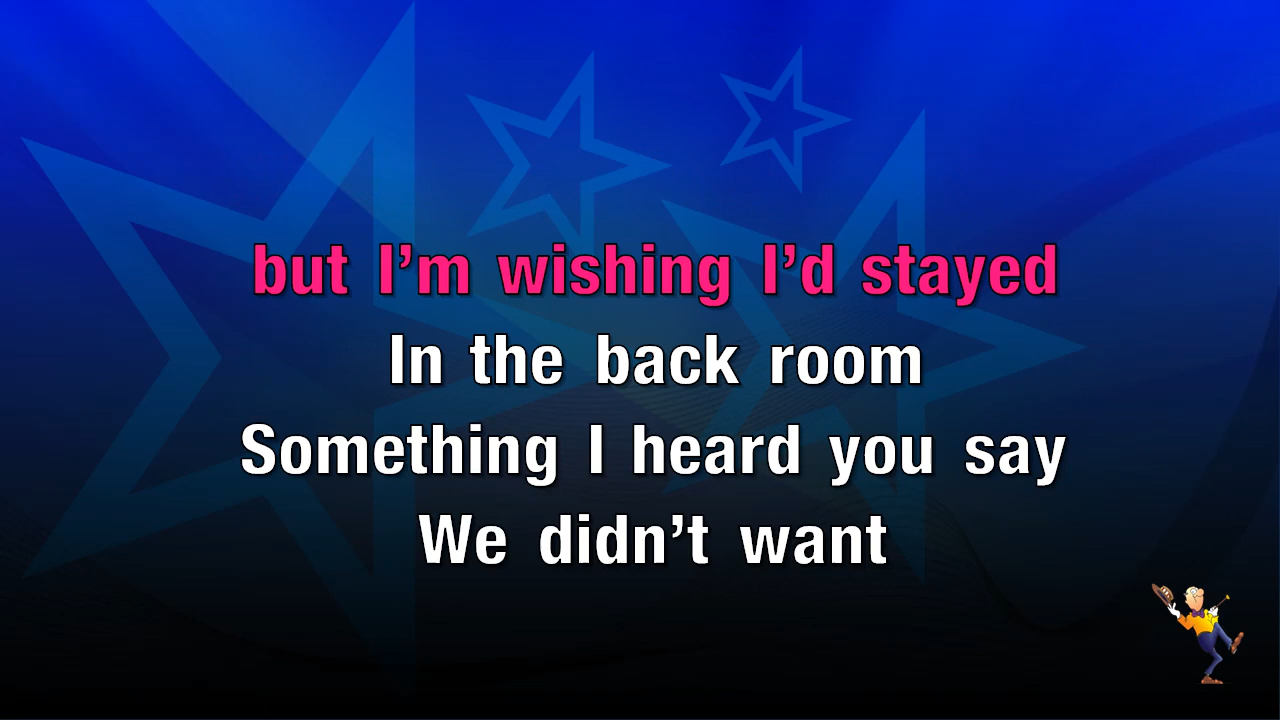 but I’m wishing I’d stayed
In the back room
Something I heard you say
We didn’t want